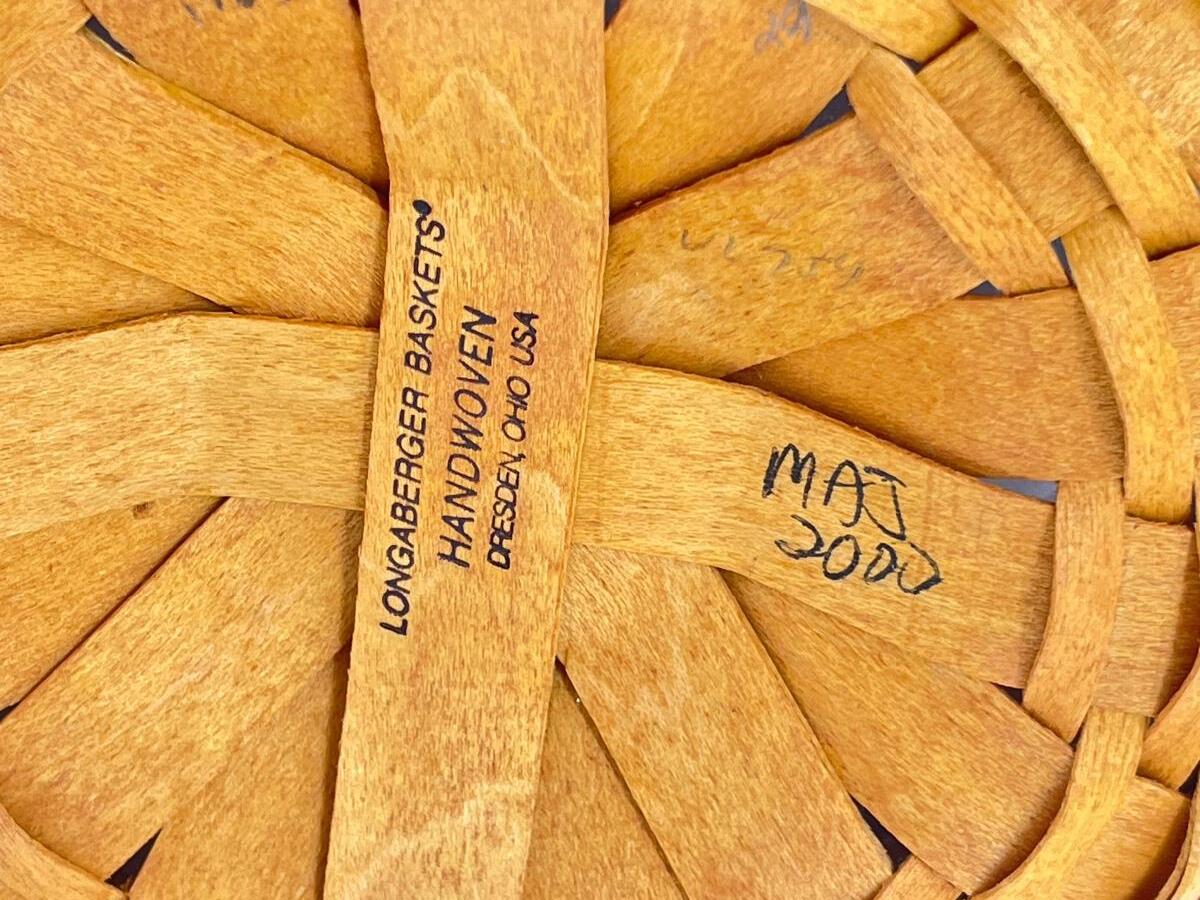 LONGABERGER BASKETS®
HANDWOVEN
DRESDEN, OHIO USA
MAJ
2000